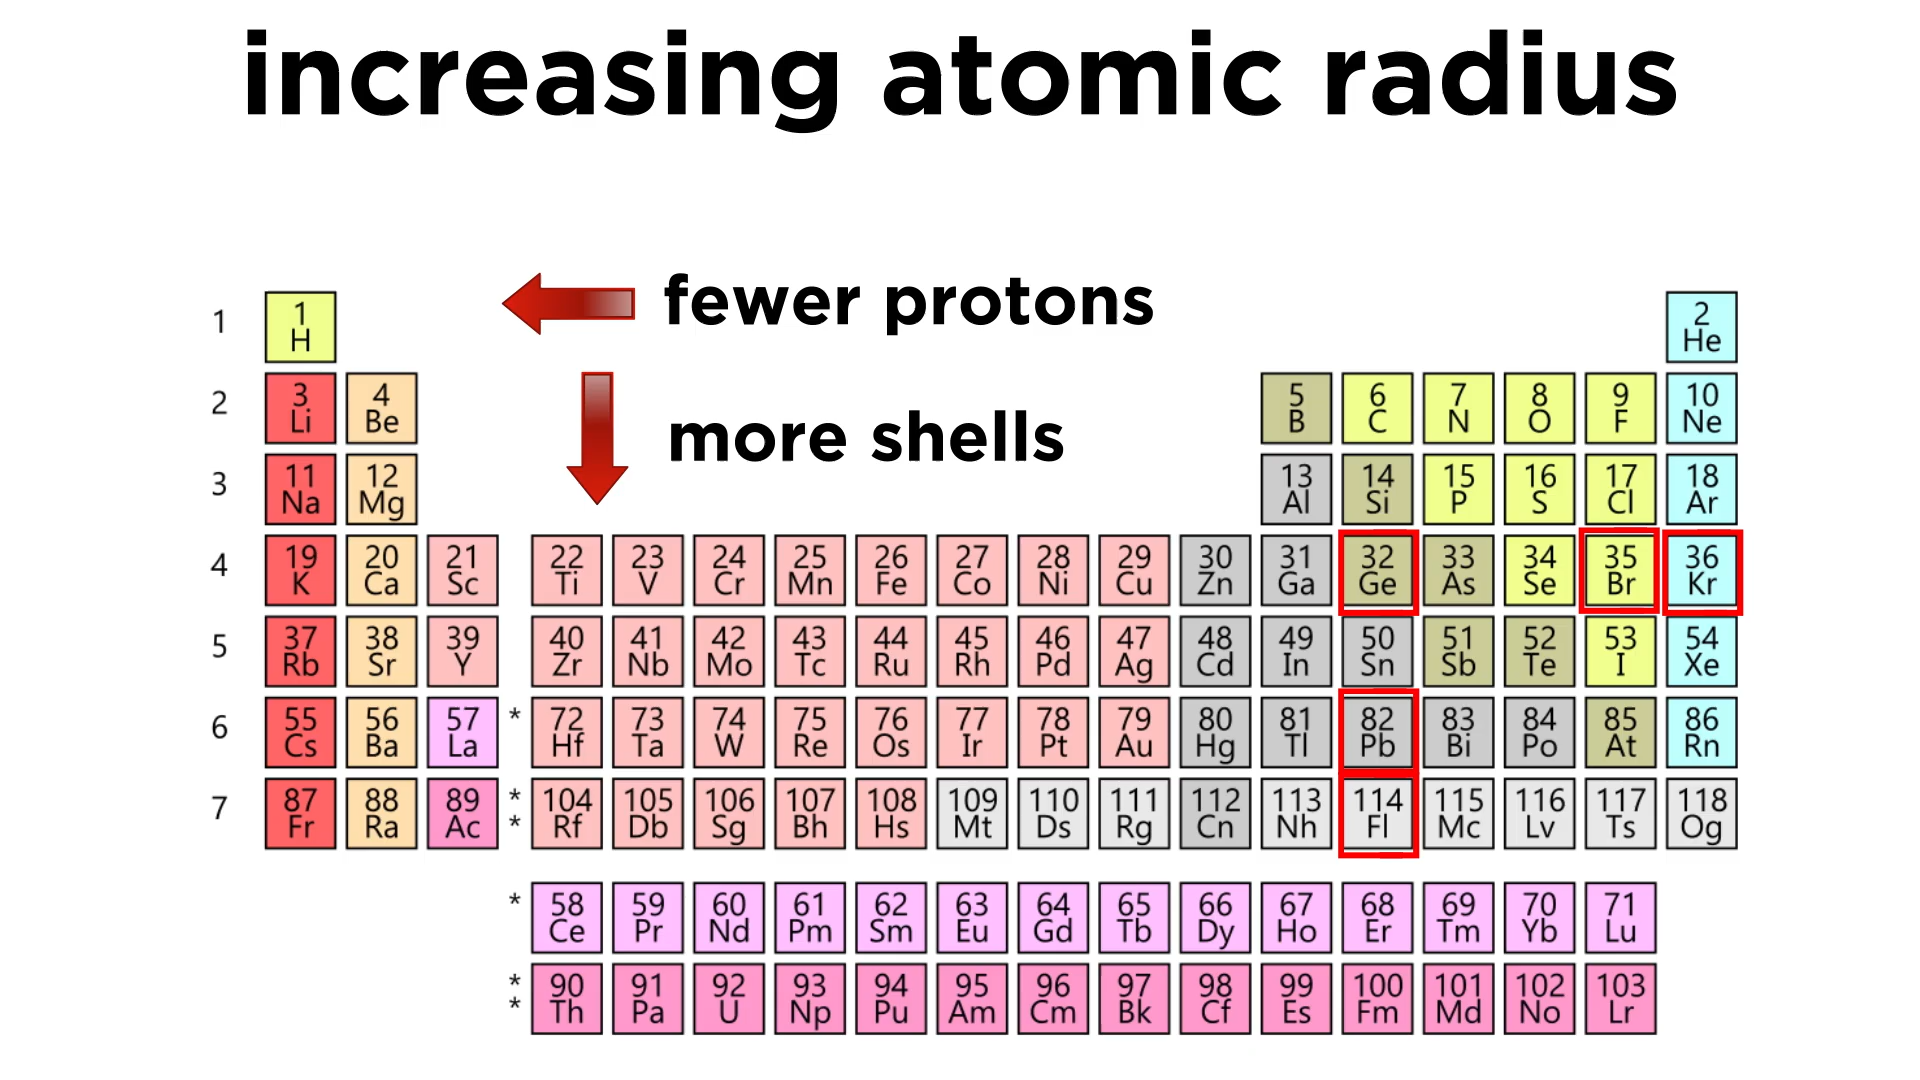 increasing atomic radius
fewer protons
more shells
1 1 2
H He
2 3 4 5 6 7 8 9 10
Li Be B C N O F Ne
3 11 12 13 14 15 16 17 18
Na Mg Al Si P S Cl Ar
4 19 20 21 22 23 24 25 26 27 28 29 30 31 32 33 34 35 36
K Ca Sc Ti V Cr Mn Fe Co Ni Cu Zn Ga Ge As Se Br Kr
5 37 38 39 40 41 42 43 44 45 46 47 48 49 50 51 52 53 54
Rb Sr Y Zr Nb Mo Tc Ru Rh Pd Ag Cd In Sn Sb Te I Xe
6 55 56 57 * 72 73 74 75 76 77 78 79 80 81 82 83 84 85 86
Cs Ba La Hf Ta W Re Os Ir Pt Au Hg Tl Pb Bi Po At Rn
7 87 88 89 * 104 105 106 107 108 109 110 111 112 113 114 115 116 117 118
Fr Ra Ac * Rf Db Sg Bh Hs Mt Ds Rg Cn Nh Fl Mc Lv Ts Og
* 58 59 60 61 62 63 64 65 66 67 68 69 70 71
Ce Pr Nd Pm Sm Eu Gd Tb Dy Ho Er Tm Yb Lu
* 90 91 92 93 94 95 96 97 98 99 100 101 102 103
* Th Pa U Np Pu Am Cm Bk Cf Es Fm Md No Lr